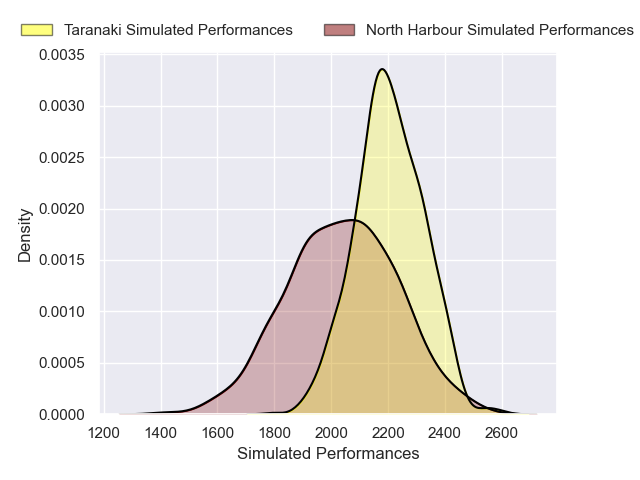 Taranaki Simulated Performances North Harbour Simulated Performances
0.0035
0.0030
0.0025
0.0020
0.0015
0.0010
0.0005
0.0000
Density
1200 1400 1600 1800 2000 2200 2400 2600
Simulated Performances